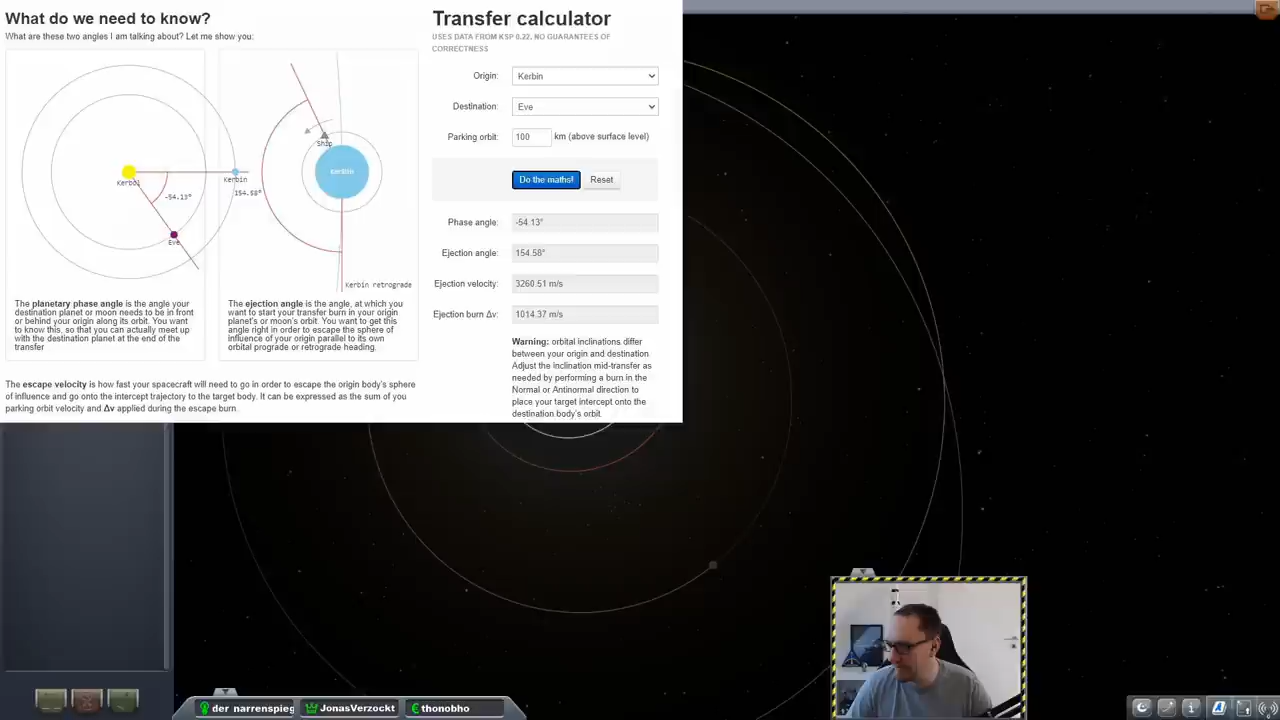 What do we need to know?
What are these two angles I am talking about? Let me show you:
Kerbol
Kerbin
-54.13°
Eve
Ship
Kerbin
154.58°
Kerbin retrograde
The planetary phase angle is the angle your
destination planet or moon needs to be in front
or behind your origin along its orbit. You want
to know this, so that you can actually meet up
with the destination planet at the end of the
transfer
The ejection angle is the angle, at which you
want to start your transfer burn in your origin
planet's or moon's orbit. You want to get this
angle right in order to escape the sphere of
influence of your origin parallel to its own
orbital prograde or retrograde heading.
The escape velocity is how fast your spacecraft will need to go in order to escape the origin body's sphere
of influence and go onto the intercept trajectory to the target body. It can be expressed as the sum of you
parking orbit velocity and Δv applied during the escape burn.
Transfer calculator
USES DATA FROM KSP 0.22, NO GUARANTEES OF
CORRECTNESS
Origin: Kerbin
Destination: Eve
Parking orbit: 100 km (above surface level)
Do the maths! Reset
Phase angle: -54.13°
Ejection angle: 154.58°
Ejection velocity: 3260.51 m/s
Ejection burn Δv: 1014.37 m/s
Warning: orbital inclinations differ
between your origin and destination
Adjust the inclination mid-transfer as
needed by performing a burn in the
Normal or Antinormal direction to
place your target intercept onto the
destination body's orbit.
der narrenspieg
JonasVerzockt
€ thonobho